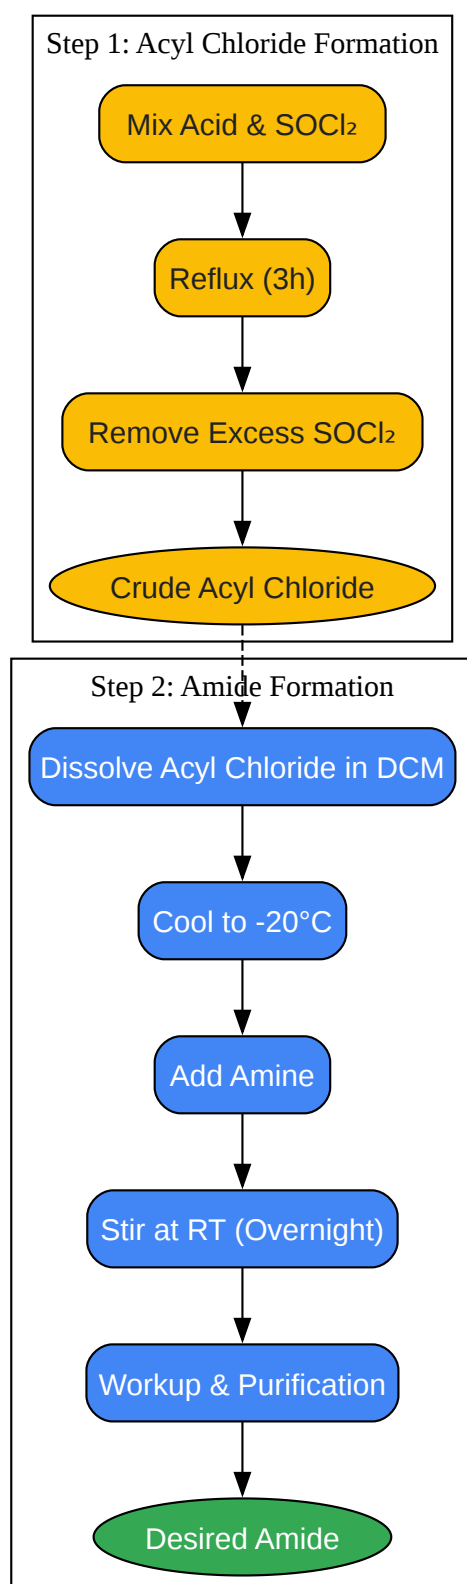 Step 1: Acyl Chloride Formation
Mix Acid & SOCl₂
Reflux (3h)
Remove Excess SOCl₂
Crude Acyl Chloride
Step 2: Amide Formation
Dissolve Acyl Chloride in DCM
Cool to -20°C
Add Amine
Stir at RT (Overnight)
Workup & Purification
Desired Amide